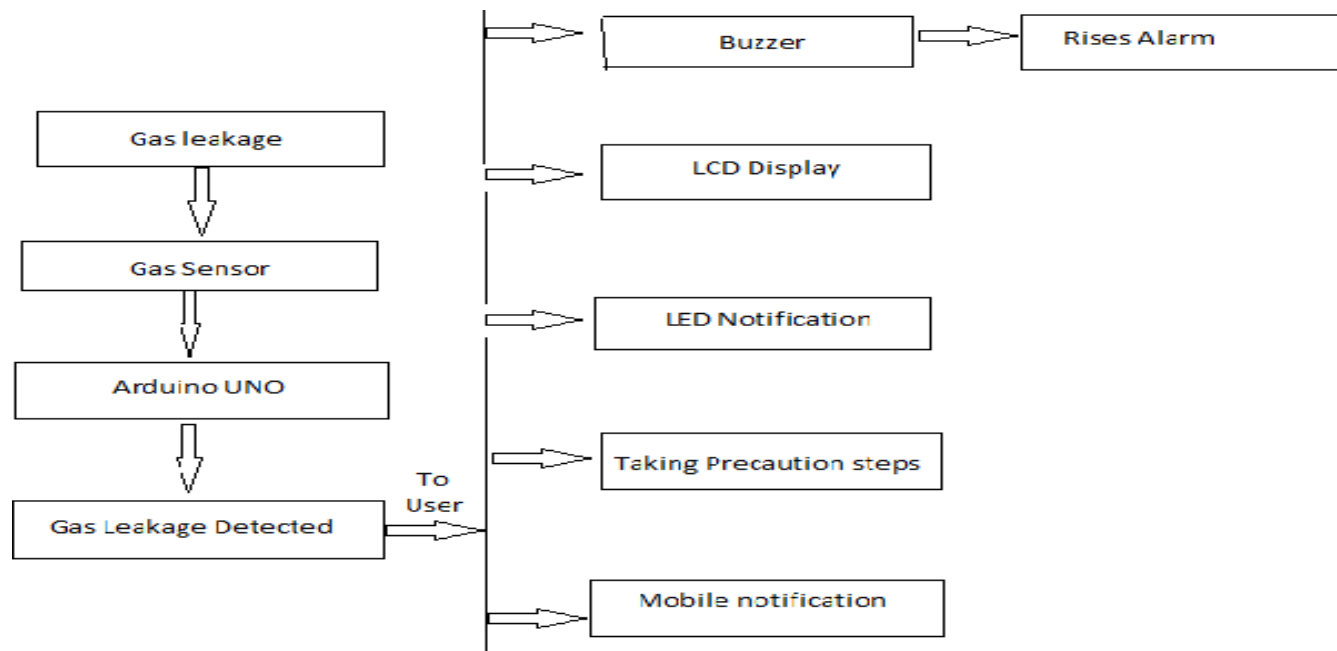 Gas leakage
Gas Sensor
Arduino UNO
Gas Leakage Detected
To
User
Buzzer
Rises Alarm
LCD Display
LED Notification
Taking Precaution steps
Mobile notification